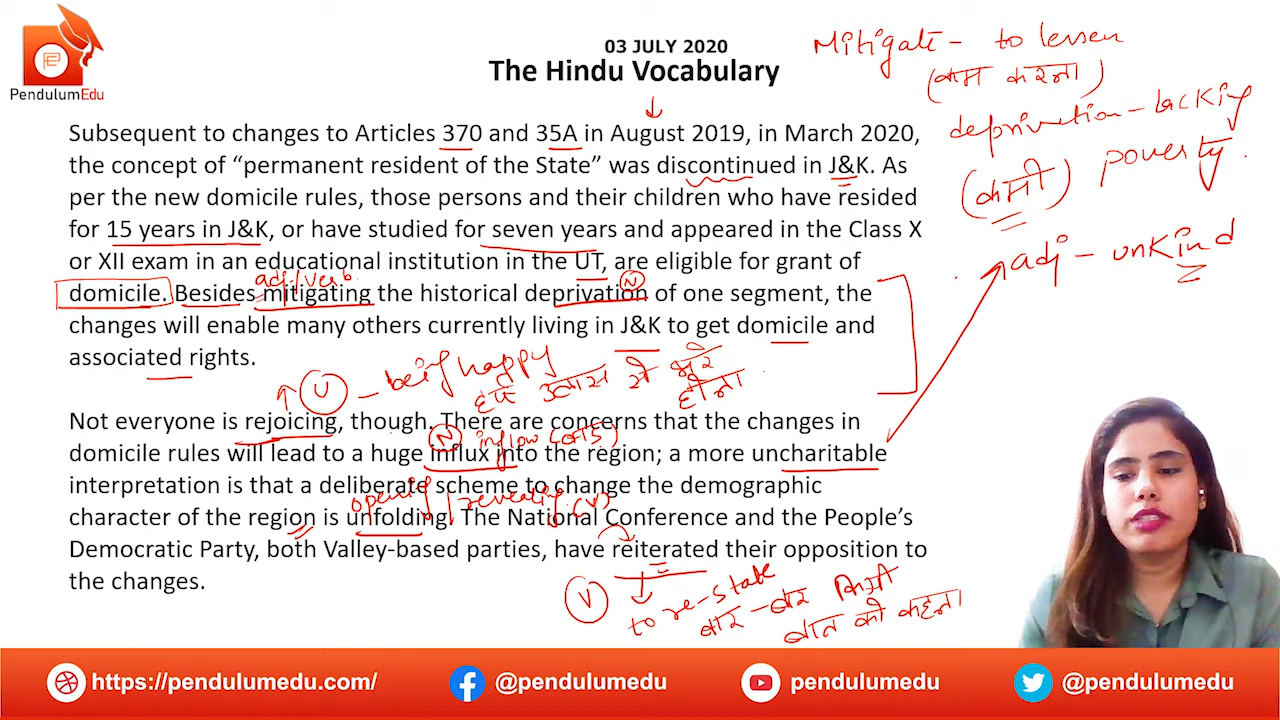 03 JULY 2020
The Hindu Vocabulary
PendulumEdu
Mitigate - to lessen
(कम करना)
deprivation - lacking
(कमी) poverty.
adj - unkind
Subsequent to changes to Articles 370 and 35A in August 2019, in March 2020,
the concept of “permanent resident of the State” was discontinued in J&K. As
per the new domicile rules, those persons and their children who have resided
for 15 years in J&K, or have studied for seven years and appeared in the Class X
or XII exam in an educational institution in the UT, are eligible for grant of
adj/verb N
domicile. Besides mitigating the historical deprivation of one segment, the
changes will enable many others currently living in J&K to get domicile and
associated rights.
V - being happy
से भरे
होना
Not everyone is rejoicing, though. There are concerns that the changes in
N inflow (बाढ़)
domicile rules will lead to a huge influx into the region; a more uncharitable
interpretation is that a deliberate scheme to change the demographic
opening/revealing (V)
character of the region is unfolding. The National Conference and the People’s
Democratic Party, both Valley-based parties, have reiterated their opposition to
the changes.
V to re-state
बार-बार किसी
बात को कहना
https://pendulumedu.com/
@pendulumedu
pendulumedu
@pendulumedu